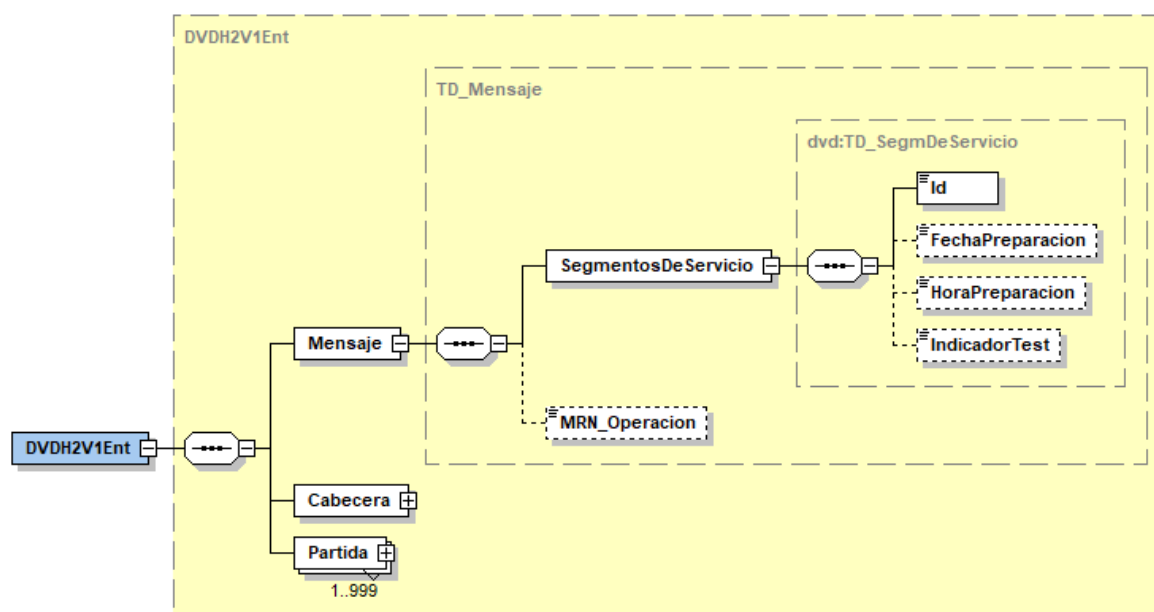 DVDH2V1Ent
TD_Mensaje
dvd:TD_SegmDeServicio
Id
FechaPreparacion
SegmentosDeServicio
HoraPreparacion
Mensaje
IndicadorTest
MRN_Operacion
DVDH2V1Ent
Cabecera
Partida
1..999